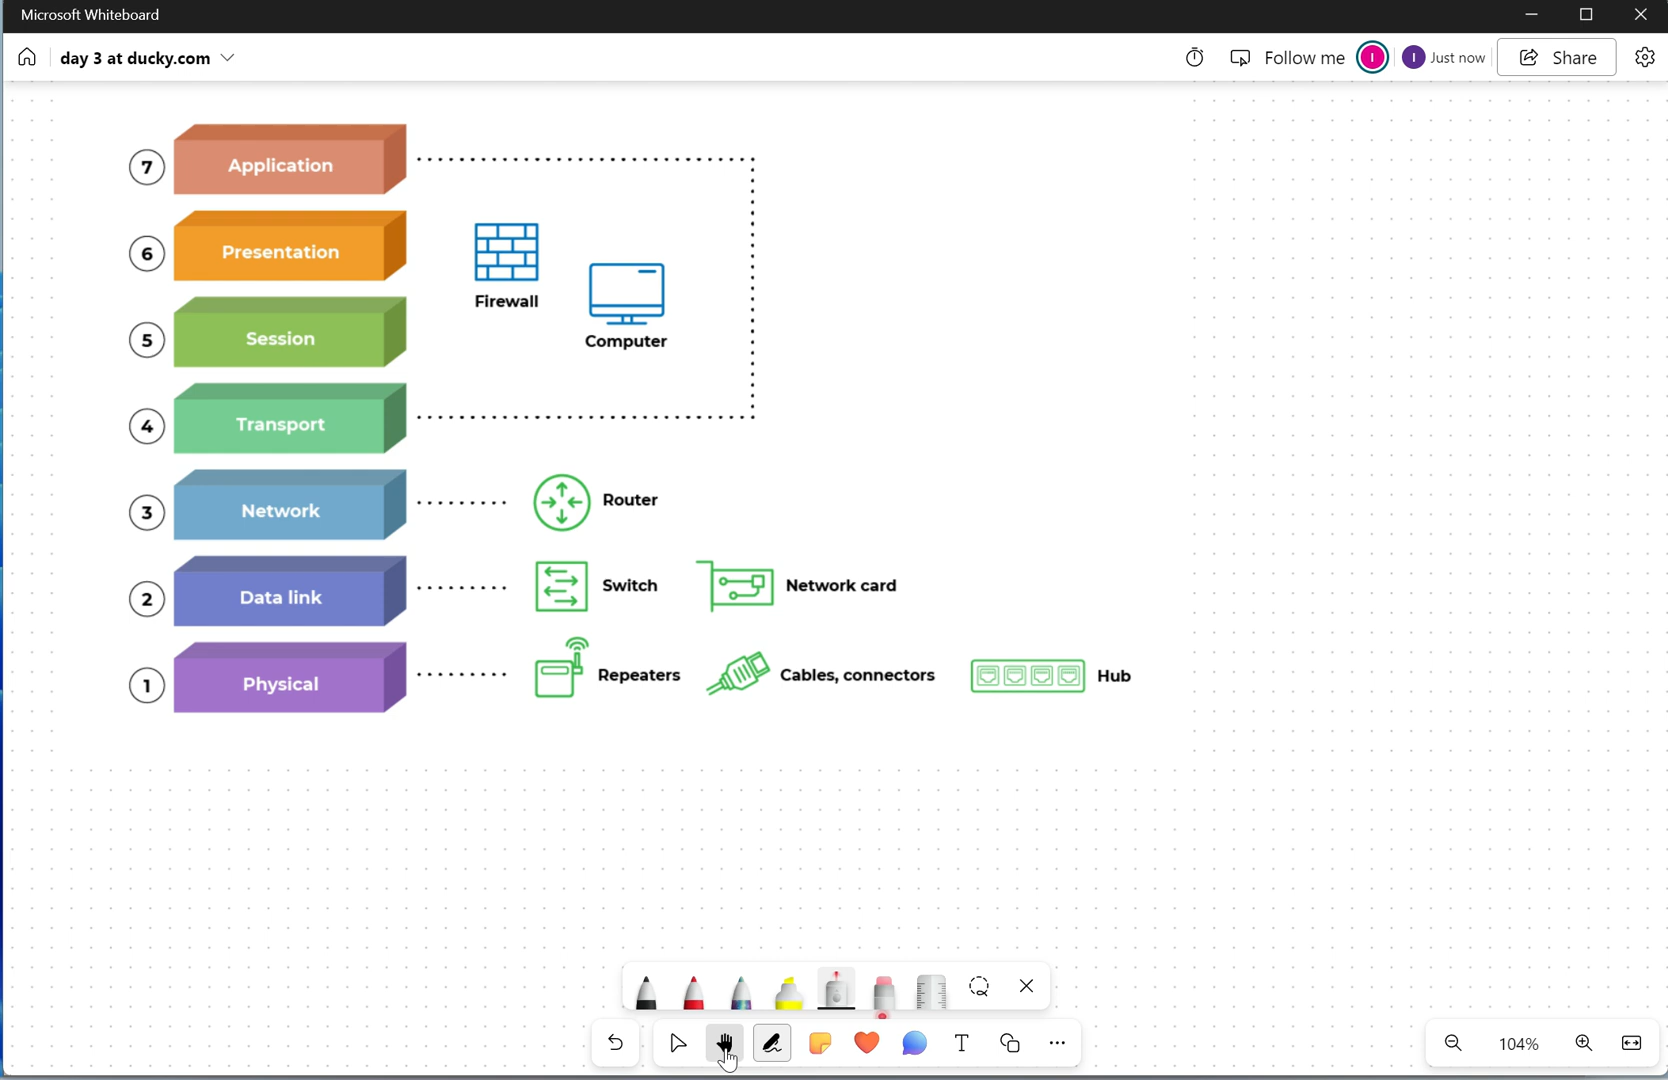 Microsoft Whiteboard
day 3 at ducky.com
Follow me
I
I
Just now
Share
7
Application
6
Presentation
Firewall
5
Session
Computer
4
Transport
3
Network
Router
2
Data link
Switch
Network card
1
Physical
Repeaters
Cables, connectors
Hub
T
104%